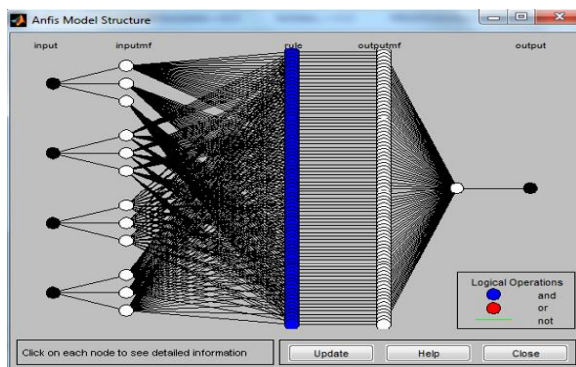 Anfis Model Structure
input inputmf rule outputmf output
Logical Operations
and
or
not
Click on each node to see detailed information Update Help Close